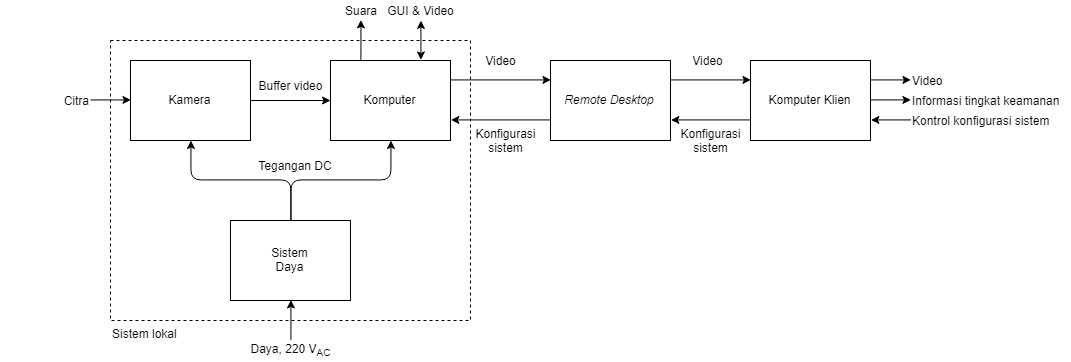 Suara
GUI & Video
Citra
Kamera
Buffer video
Komputer
Video
Konfigurasi
sistem
Remote Desktop
Video
Konfigurasi
sistem
Komputer Klien
Video
Informasi tingkat keamanan
Kontrol konfigurasi sistem
Tegangan DC
Sistem
Daya
Sistem lokal
Daya, 220 VAC